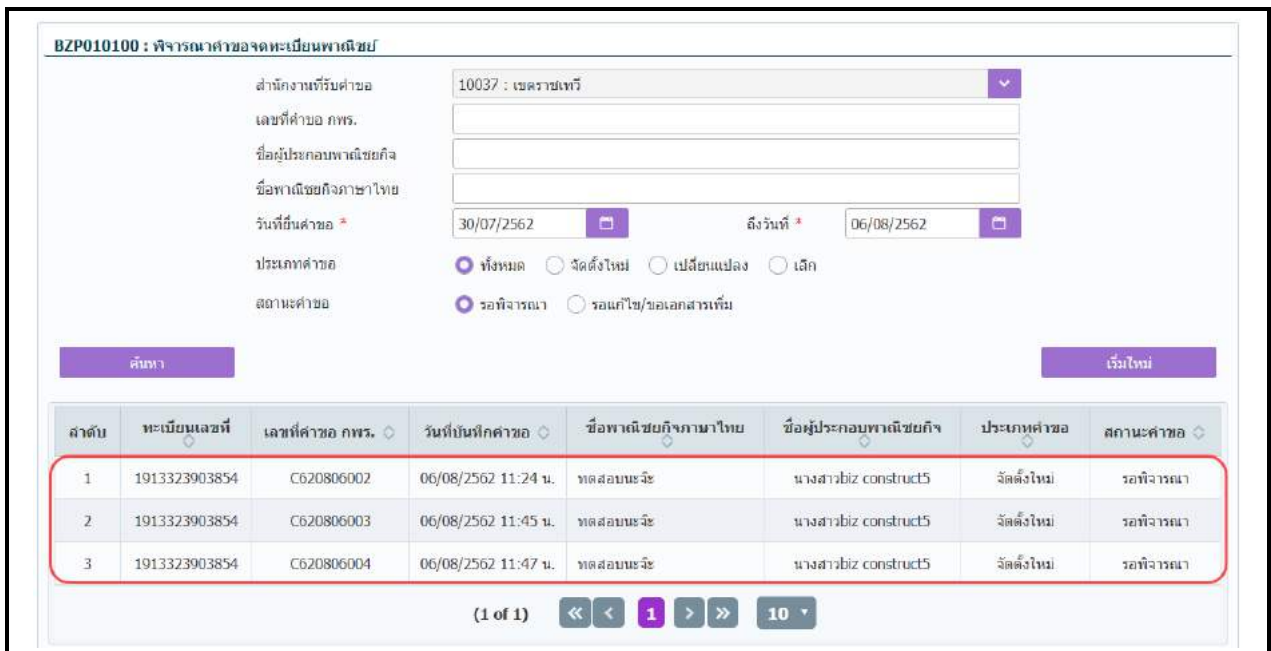 BZP010100 : พิจารณาคำขอจดทะเบียนพาณิชย์
สำนักงานที่รับคำขอ 10037 : เขตราชเทวี
เลขที่คำขอ กพร.
ชื่อผู้ประกอบพาณิชยกิจ
ชื่อพาณิชยกิจภาษาไทย
วันที่ยื่นคำขอ * 30/07/2562 ถึงวันที่ * 06/08/2562
ประเภทคำขอ ทั้งหมด จัดตั้งใหม่ เปลี่ยนแปลง เลิก
สถานะคำขอ รอพิจารณา รอแก้ไข/ขอเอกสารเพิ่ม
ค้นหา เริ่มใหม่
ลำดับ ทะเบียนเลขที่ เลขที่คำขอ กพร. วันที่บันทึกคำขอ ชื่อพาณิชยกิจภาษาไทย ชื่อผู้ประกอบพาณิชยกิจ ประเภทคำขอ สถานะคำขอ
1 1913323903854 C620806002 06/08/2562 11:24 น. ทดสอบนะจ๊ะ นางสาวbiz construct5 จัดตั้งใหม่ รอพิจารณา
2 1913323903854 C620806003 06/08/2562 11:45 น. ทดสอบนะจ๊ะ นางสาวbiz construct5 จัดตั้งใหม่ รอพิจารณา
3 1913323903854 C620806004 06/08/2562 11:47 น. ทดสอบนะจ๊ะ นางสาวbiz construct5 จัดตั้งใหม่ รอพิจารณา
(1 of 1) « < 1 > » 10